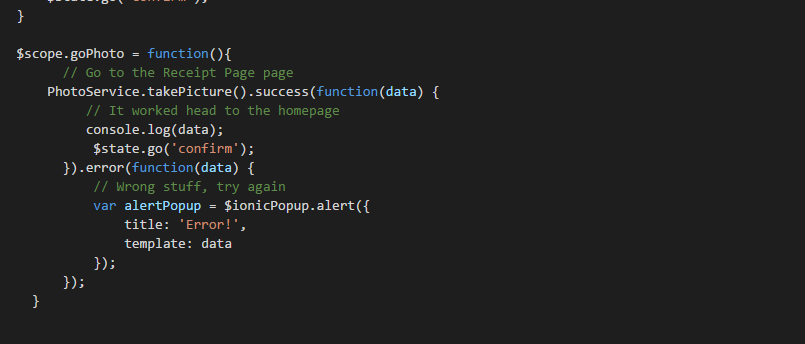 }
$scope.goPhoto = function(){
// Go to the Receipt Page page
PhotoService.takePicture().success(function(data) {
// It worked head to the homepage
console.log(data);
$state.go('confirm');
}).error(function(data) {
// Wrong stuff, try again
var alertPopup = $ionicPopup.alert({
title: 'Error!',
template: data
});
});
}